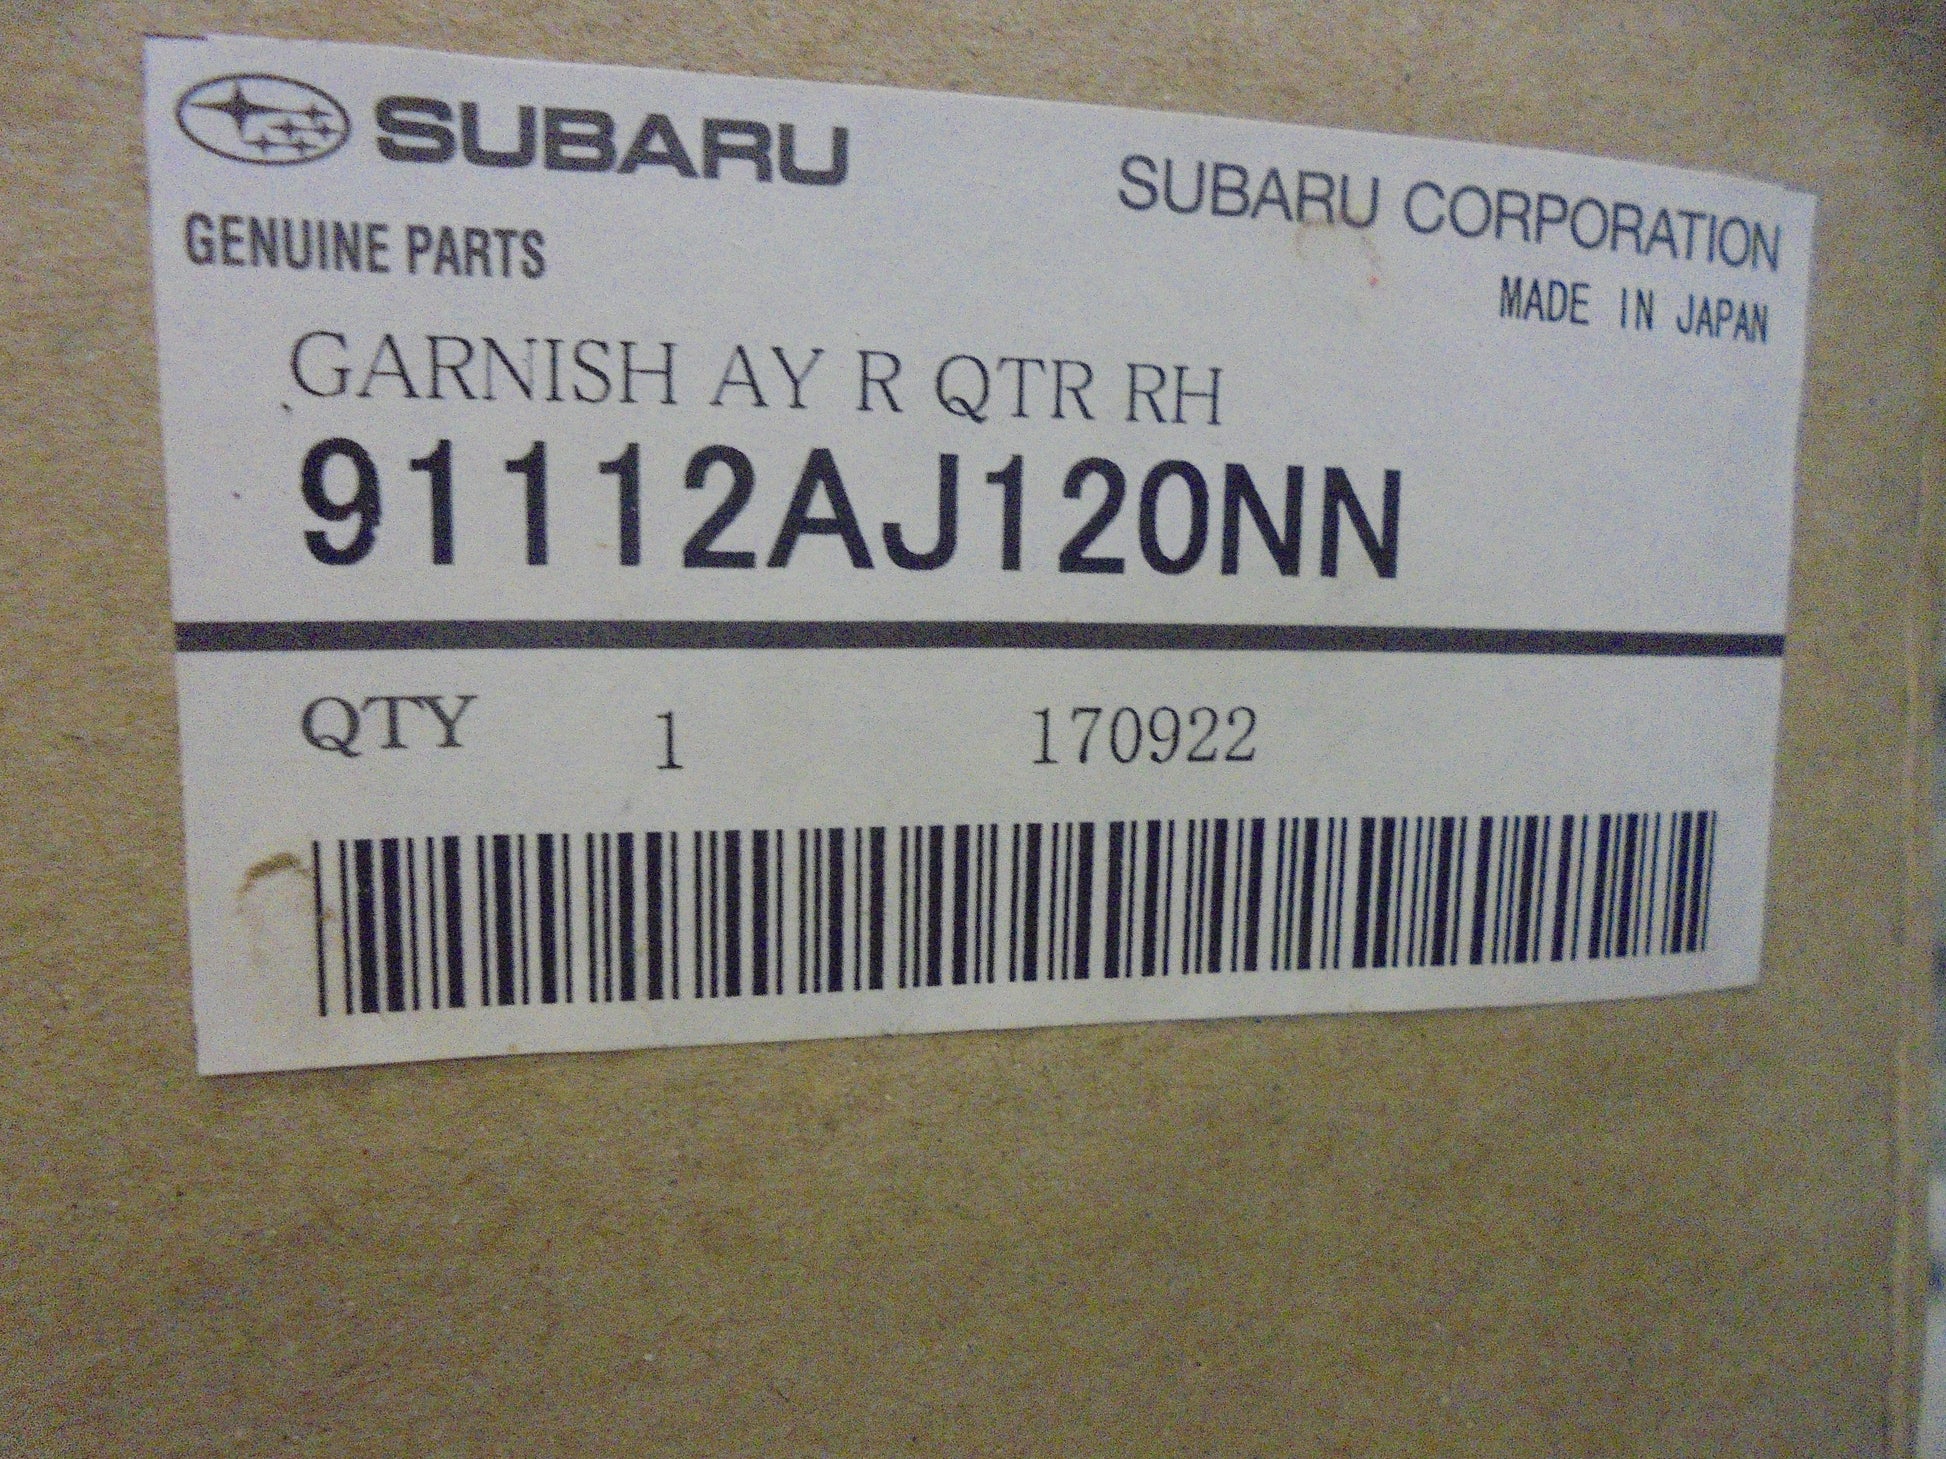 SUBARU
SUBARU CORPORATION
GENUINE PARTS
MADE IN JAPAN
GARNISH AY R QTR RH
91112AJ120NN
QTY 1 170922